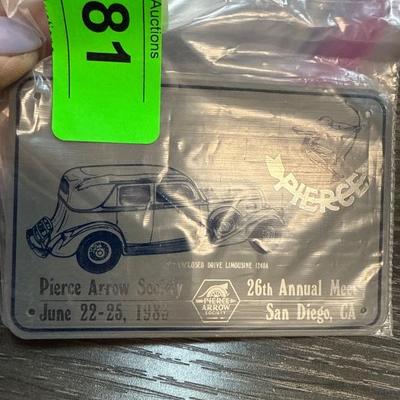 81
Auctions
PIERCE
ENCLOSED DRIVE LIMOUSINE
Pierce Arrow Society
26th Annual Meet
PIERCE
ARROW
SOCIETY
June 22-25, 1983
San Diego, CA